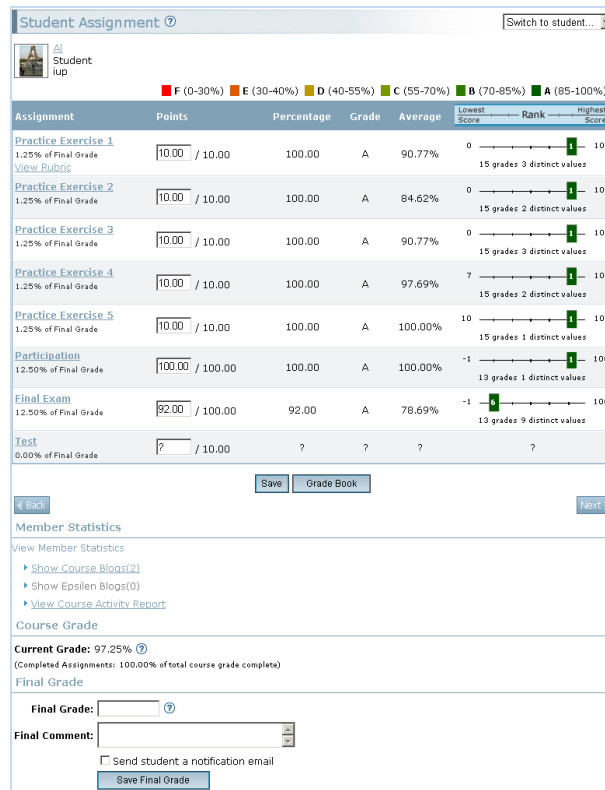 Student Assignment ?
Switch to student...
Al
Student
iup
F (0-30%) E (30-40%) D (40-55%) C (55-70%) B (70-85%) A (85-100%)
Assignment Points Percentage Grade Average Lowest Score Rank Highest Score
Practice Exercise 1
1.25% of Final Grade
View Rubric
10.00 / 10.00 100.00 A 90.77% 0 1 10
15 grades 3 distinct values
Practice Exercise 2
1.25% of Final Grade
10.00 / 10.00 100.00 A 84.62% 0 1 10
15 grades 2 distinct values
Practice Exercise 3
1.25% of Final Grade
10.00 / 10.00 100.00 A 90.77% 0 1 10
15 grades 3 distinct values
Practice Exercise 4
1.25% of Final Grade
10.00 / 10.00 100.00 A 97.69% 7 1 10
15 grades 2 distinct values
Practice Exercise 5
1.25% of Final Grade
10.00 / 10.00 100.00 A 100.00% 10 1 10
15 grades 1 distinct values
Participation
12.50% of Final Grade
100.00 / 100.00 100.00 A 100.00% -1 1 100
13 grades 1 distinct values
Final Exam
12.50% of Final Grade
92.00 / 100.00 92.00 A 78.69% -1 6 100
13 grades 9 distinct values
Test
0.00% of Final Grade
? / 10.00 ? ? ? ?
Save Grade Book
Back Next
Member Statistics
View Member Statistics
Show Course Blogs(2)
Show Epsilen Blogs(0)
View Course Activity Report
Course Grade
Current Grade: 97.25% ?
(Completed Assignments: 100.00% of total course grade complete)
Final Grade
Final Grade: ?
Final Comment:
Send student a notification email
Save Final Grade